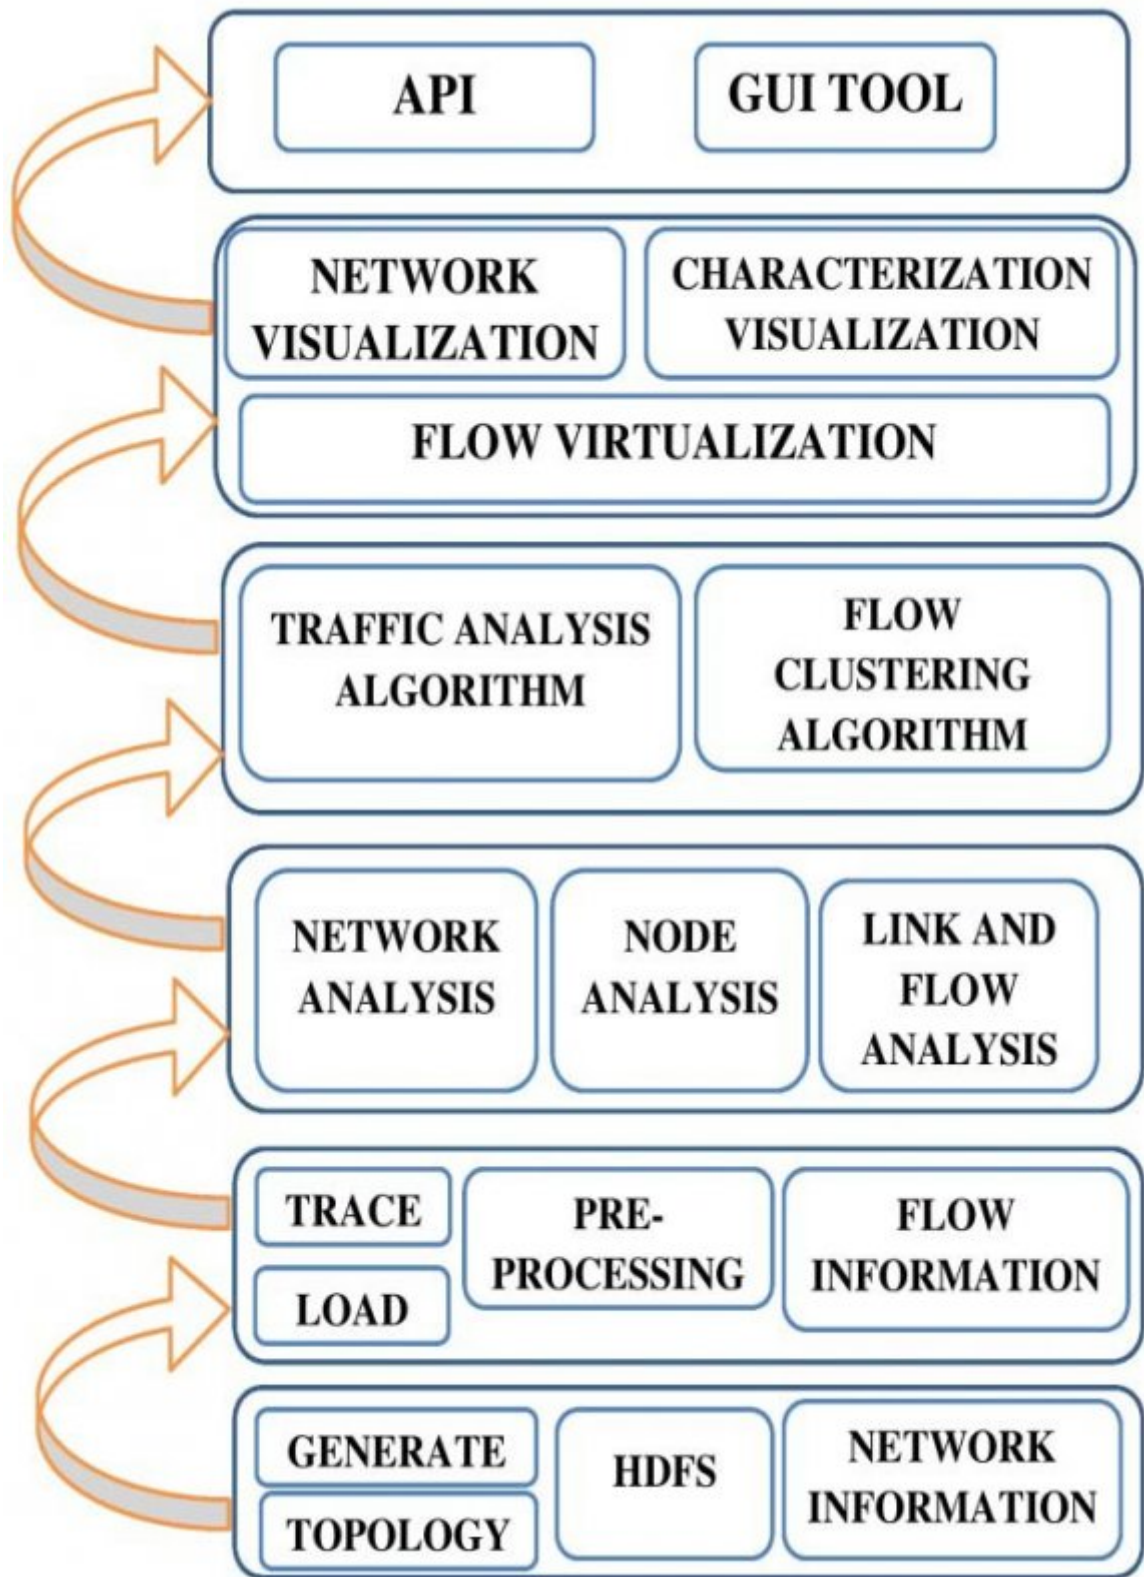 API
GUI TOOL
NETWORK
VISUALIZATION
CHARACTERIZATION
VISUALIZATION
FLOW VIRTUALIZATION
TRAFFIC ANALYSIS
ALGORITHM
FLOW
CLUSTERING
ALGORITHM
NETWORK
ANALYSIS
NODE
ANALYSIS
LINK AND
FLOW
ANALYSIS
TRACE
LOAD
PRE-
PROCESSING
FLOW
INFORMATION
GENERATE
TOPOLOGY
HDFS
NETWORK
INFORMATION